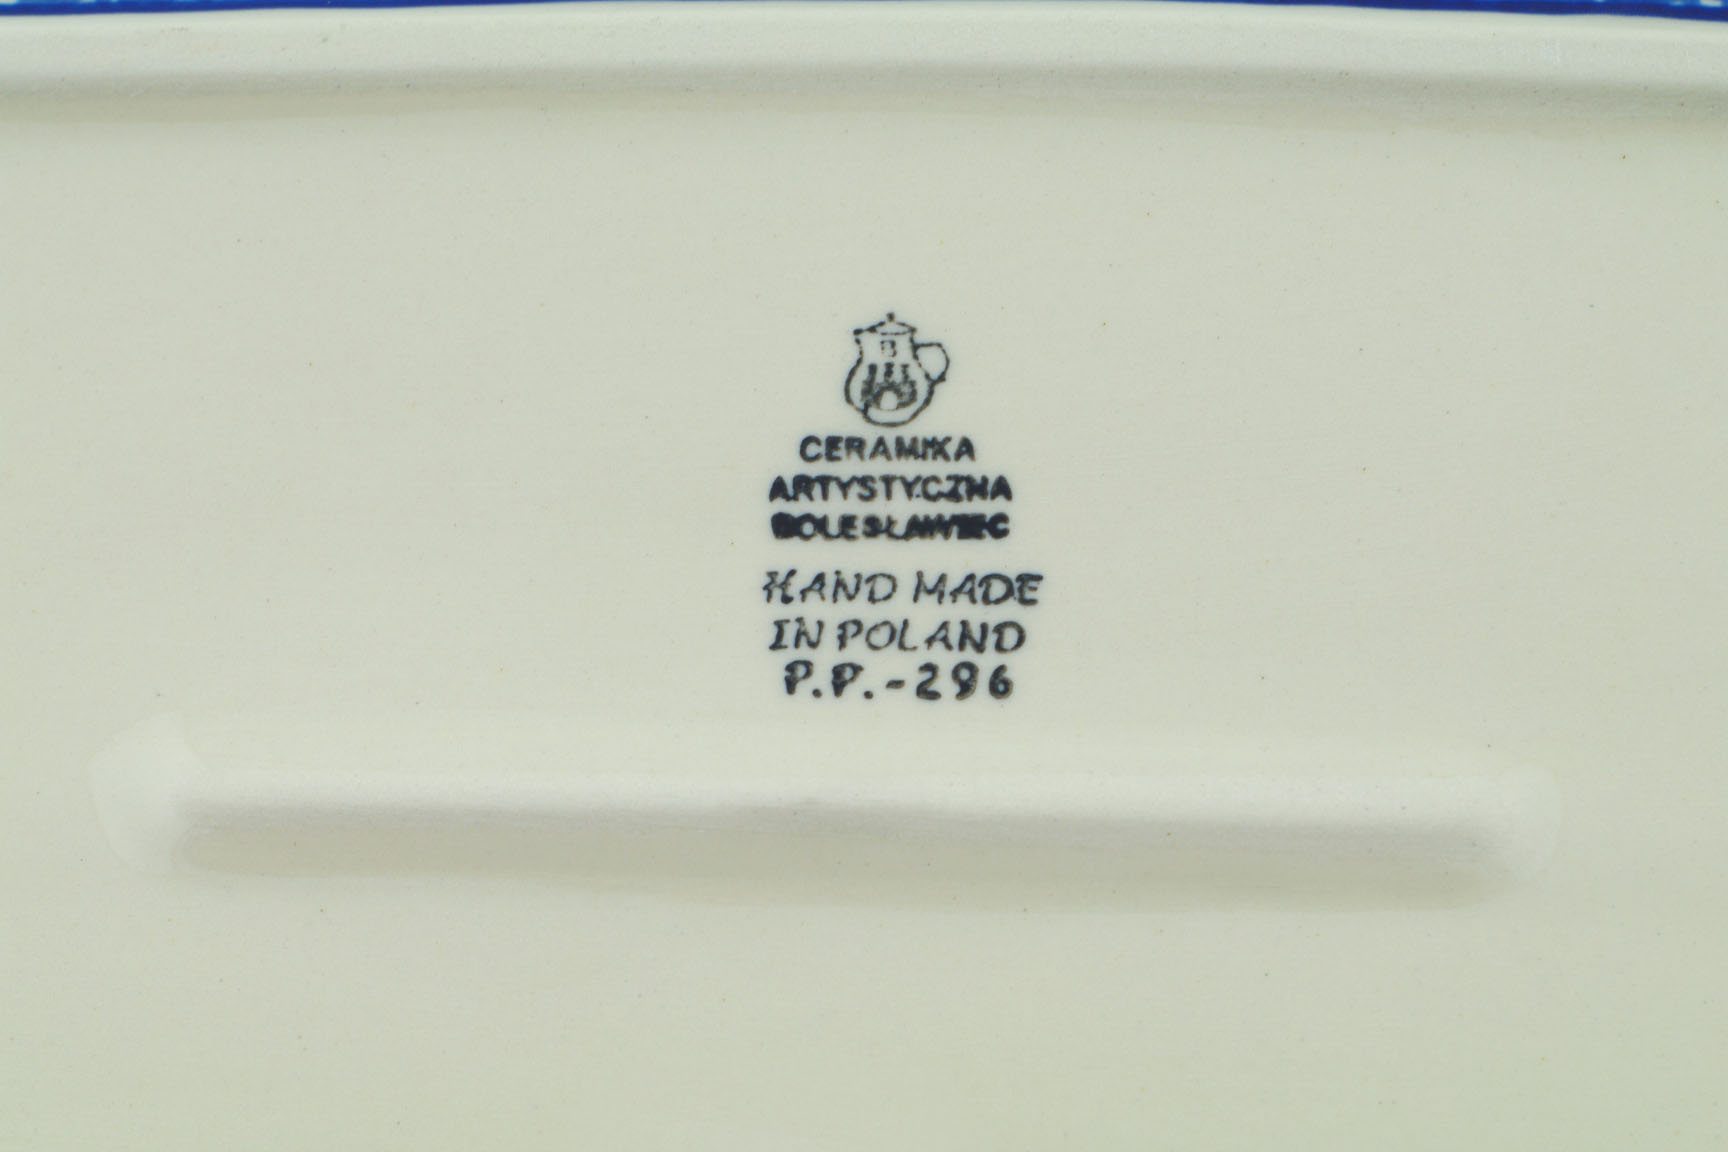 B
CERAMIKA
ARTYSTYCZNA
BOLESŁAWIEC
HAND MADE
IN POLAND
P.P.-296